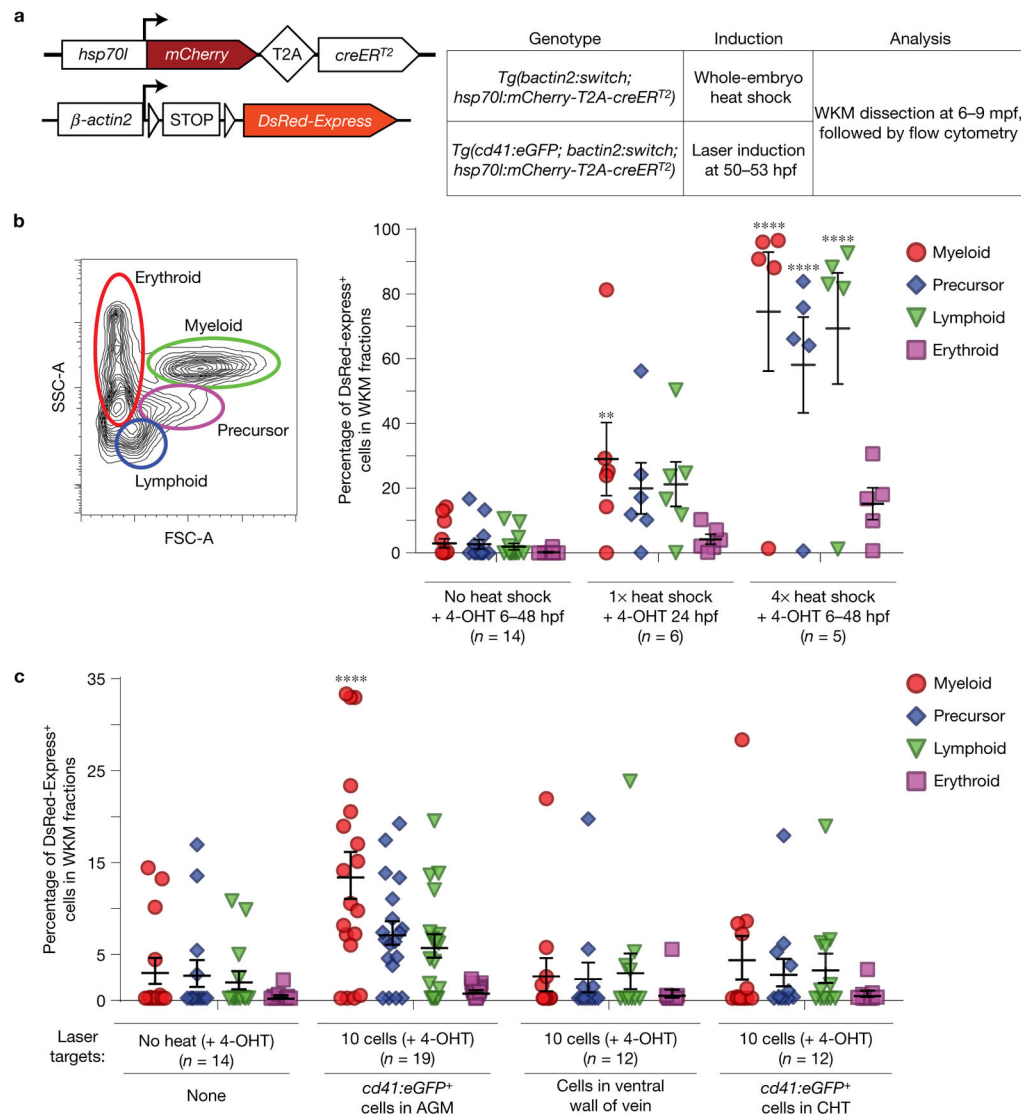 a
hsp70l mCherry T2A creERT2
β-actin2 STOP DsRed-Express
Genotype Induction Analysis
Tg(bactin2:switch;
hsp70l:mCherry-T2A-creERT2)
Whole-embryo
heat shock
Tg(cd41:eGFP; bactin2:switch;
hsp70l:mCherry-T2A-creERT2)
Laser induction
at 50–53 hpf
WKM dissection at 6–9 mpf,
followed by flow cytometry
b
Erythroid
Myeloid
Precursor
Lymphoid
SSC-A
FSC-A
Percentage of DsRed-express+
cells in WKM fractions
100
80
60
40
20
0
**
****
****
****
Myeloid
Precursor
Lymphoid
Erythroid
No heat shock
+ 4-OHT 6–48 hpf
(n = 14)
1× heat shock
+ 4-OHT 24 hpf
(n = 6)
4× heat shock
+ 4-OHT 6–48 hpf
(n = 5)
c
Percentage of DsRed-Express+
cells in WKM fractions
35
25
15
5
0
****
Myeloid
Precursor
Lymphoid
Erythroid
Laser
targets:
No heat (+ 4-OHT)
(n = 14)
None
10 cells (+ 4-OHT)
(n = 19)
cd41:eGFP+
cells in AGM
10 cells (+ 4-OHT)
(n = 12)
Cells in ventral
wall of vein
10 cells (+ 4-OHT)
(n = 12)
cd41:eGFP+
cells in CHT